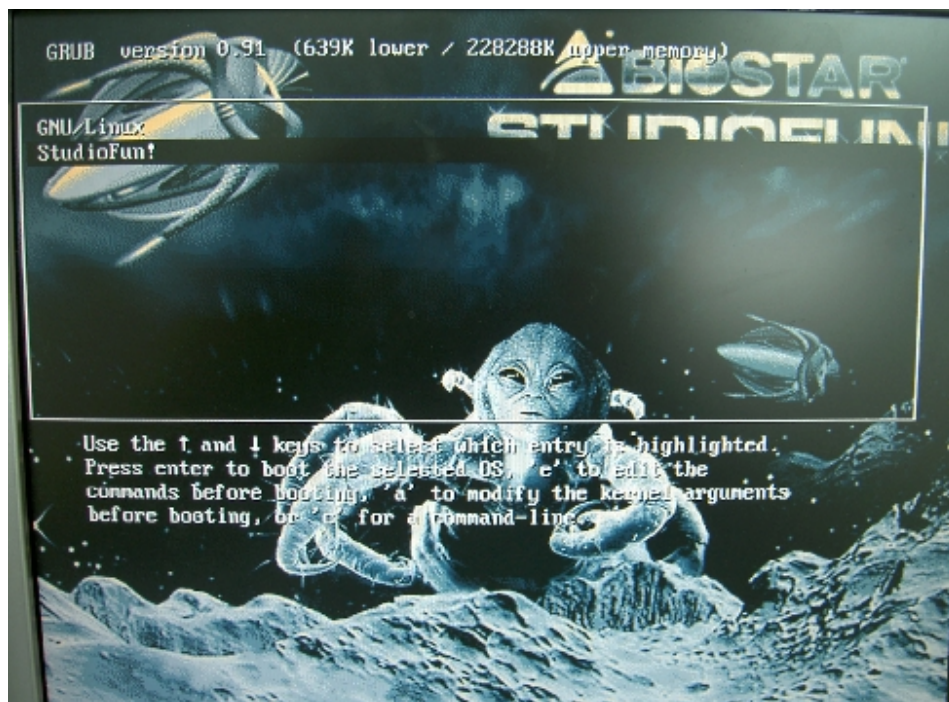 GRUB version 0.91 (639K lower / 228288K upper memory)
BIOSTAR
STUDIOFUN
GNU/Linux
StudioFun!
Use the ↑ and ↓ keys to select which entry is highlighted.
Press enter to boot the selected OS, 'e' to edit the
commands before booting, 'a' to modify the kernel arguments
before booting, or 'c' for a command-line.